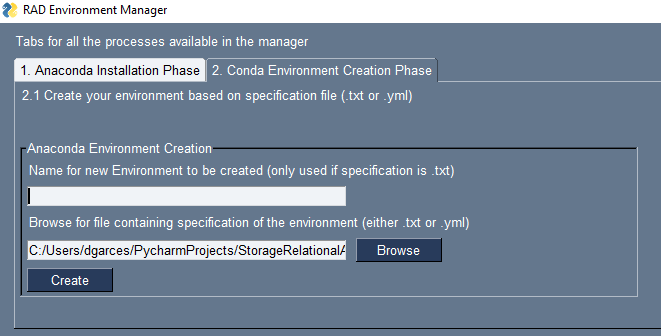 RAD Environment Manager
Tabs for all the processes available in the manager
1. Anaconda Installation Phase 2. Conda Environment Creation Phase
2.1 Create your environment based on specification file (.txt or .yml)
Anaconda Environment Creation
Name for new Environment to be created (only used if specification is .txt)
Browse for file containing specification of the environment (either .txt or .yml)
C:/Users/dgarces/PycharmProjects/StorageRelationalA Browse
Create